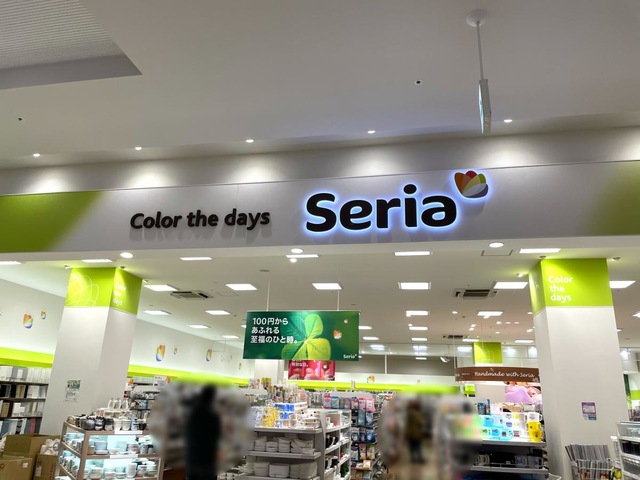 Color the days
Seria
Color
the
days
100円から
あふれる
至福のひと時。
Seria
Handmade with Seria